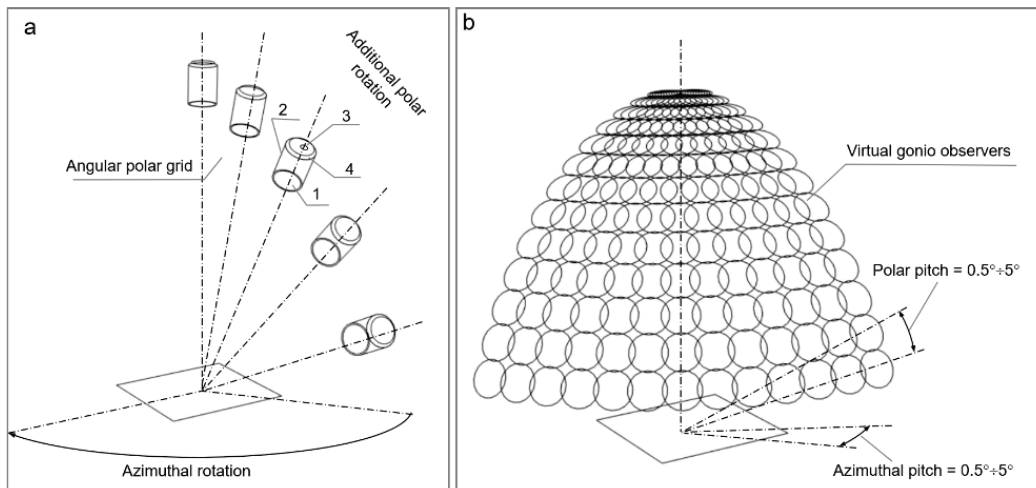 a
Additional polar
rotation
2
3
4
1
Angular polar grid
Azimuthal rotation
b
Virtual gonio observers
Polar pitch = 0.5°÷5°
Azimuthal pitch = 0.5°÷5°